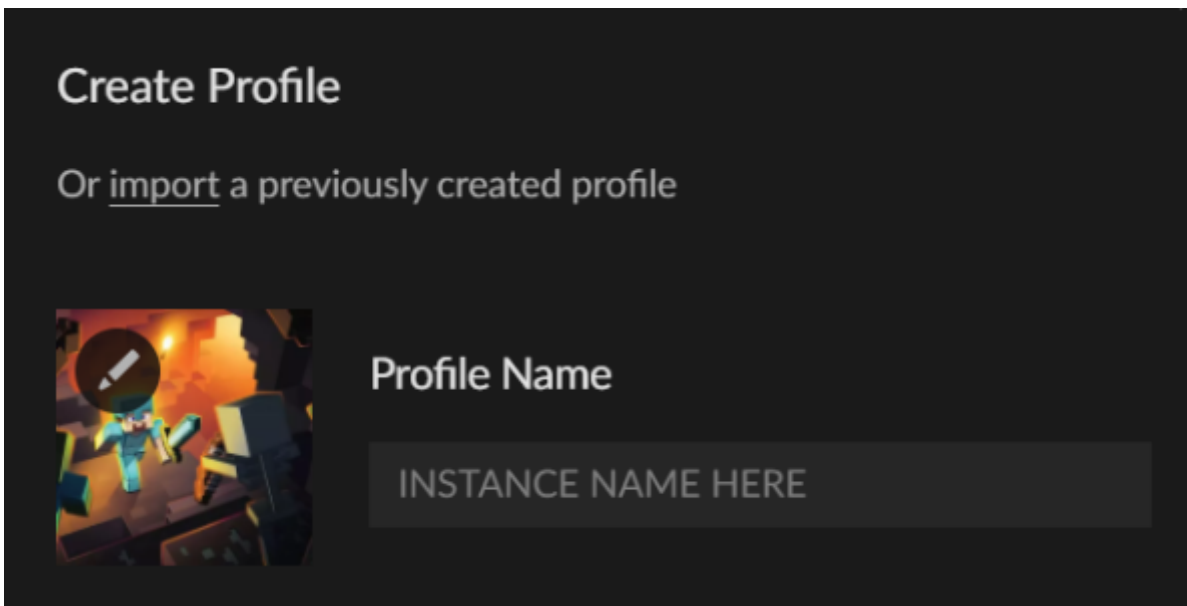 Create Profile
Or import a previously created profile
Profile Name
INSTANCE NAME HERE